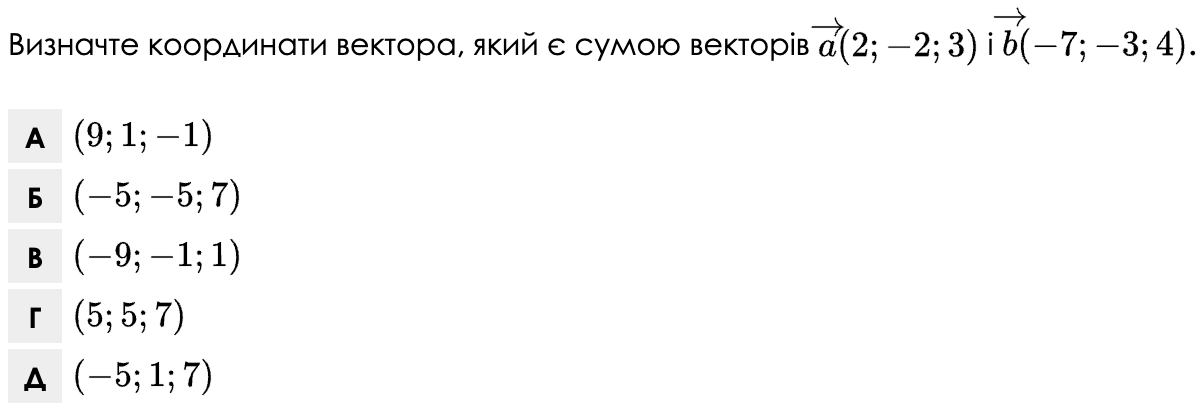 Визначте координати вектора, який є сумою векторів $\overrightarrow{a}(2; -2; 3)$ і $\overrightarrow{b}(-7; -3; 4)$.
А (9; 1; −1)
Б (−5; −5; 7)
В (−9; −1; 1)
Г (5; 5; 7)
Д (−5; 1; 7)